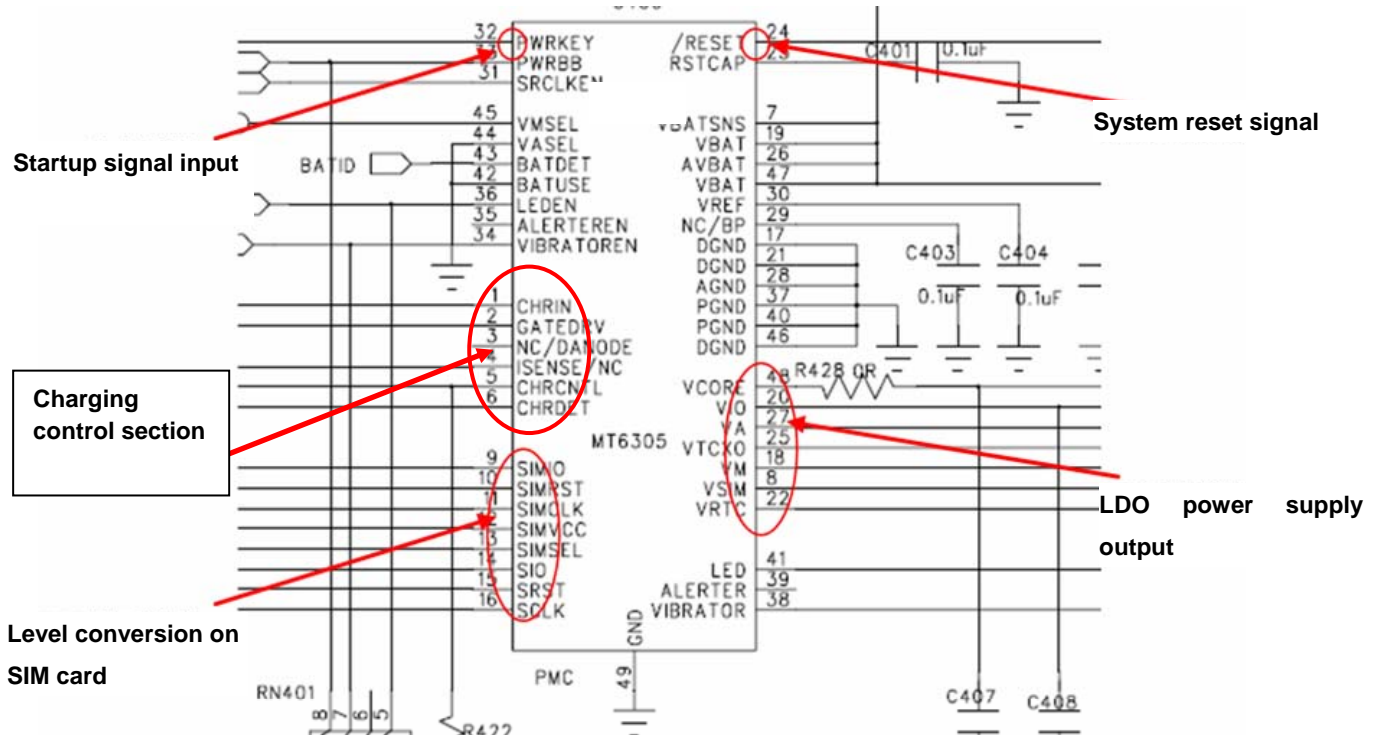 32
PWRKEY
33
PWRBB
31
SRCLKE
45
VMSEL
44
VASEL
BATID
43
BATDET
42
BATUSE
36
LEDEN
35
ALERTEREN
34
VIBRATOREN
1
CHRIN
2
GATEDRV
3
NC/DANODE
4
ISENSE/NC
5
CHRCNTL
6
CHRDET
9
SIMIO
10
SIMRST
11
SIMCLK
12
SIMVCC
13
SIMSEL
14
SIO
15
SRST
16
SCLK
MT6305
GND
49
PMC
24
/RESET
23
RSTCAP
C401
0.1uF
7
VBATSNS
19
VBAT
26
AVBAT
47
VBAT
30
VREF
29
NC/BP
17
DGND
21
DGND
28
AGND
37
PGND
40
PGND
46
DGND
C403
0.1uF
C404
0.1uF
48
VCORE
R428 0R
20
VIO
27
VA
25
VTCXO
18
VM
8
VSIM
22
VRTC
41
LED
39
ALERTER
38
VIBRATOR
C407
C408
RN401
8 7 6 5
R422
Startup signal input
System reset signal
Charging
control section
Level conversion on
SIM card
LDO power supply
output